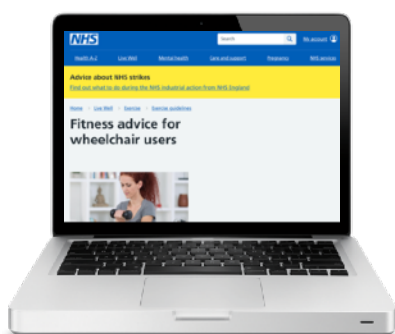 NHS
Search
My account
Health A-Z Live Well Mental health Care and support Pregnancy NHS services
Advice about NHS strikes
Find out what to do during the NHS industrial action from NHS England
Home Live Well Exercise Exercise guidelines
Fitness advice for
wheelchair users